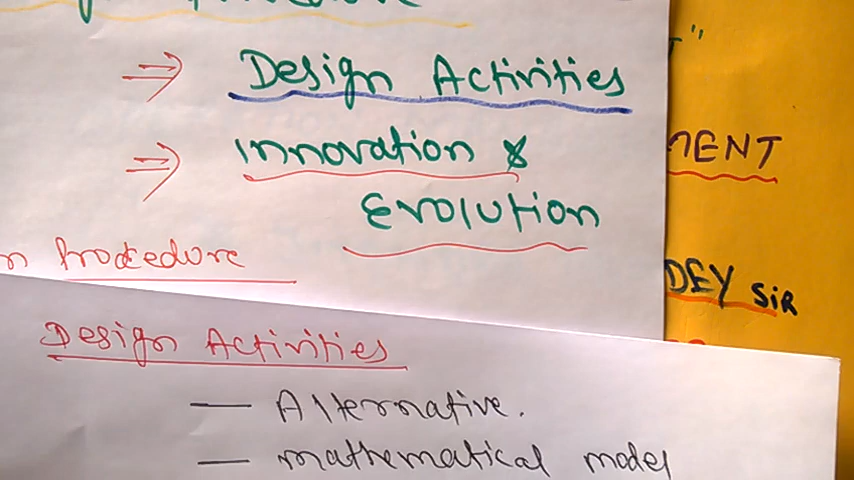 ⇒ Design Activities
⇒ Innovation &
Evolution
n Procedure
Design Activities
— Alternative.
— mathematical model
MENT
DEY SiR